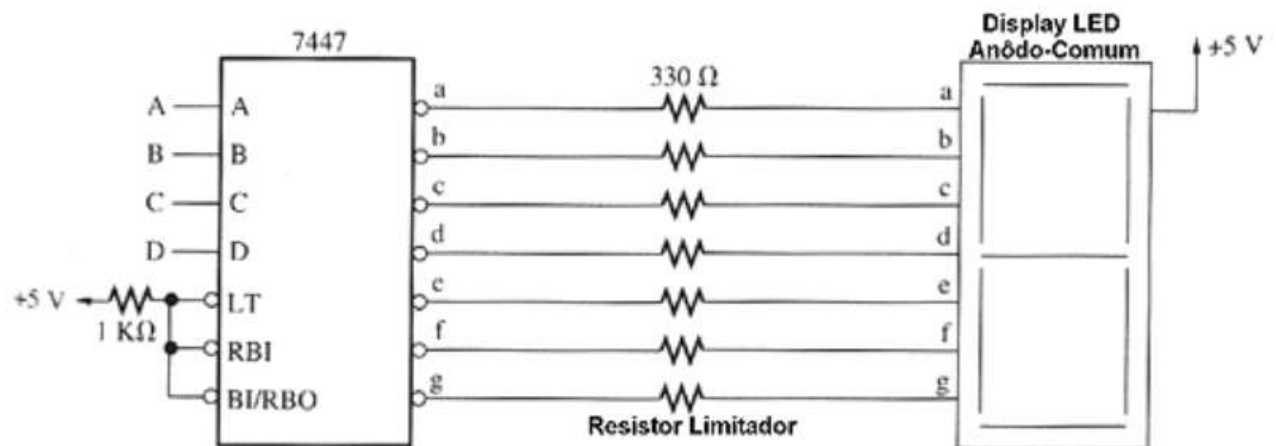 Display LED
Anôdo-Comum
7447
+5 V
330 Ω
A A a a
B B b b
C C c c
D D d d
+5 V LT e e
1 KΩ
RBI f f
BI/RBO g g
Resistor Limitador